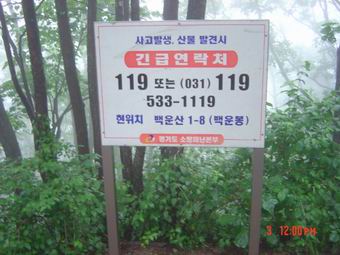 사고발생, 산불 발견시
긴급연락처
119 또는 (031) 119
533-1119
현위치 백운산 1-8 (백운봉)
경기도 소방재난본부
3 12:00PM